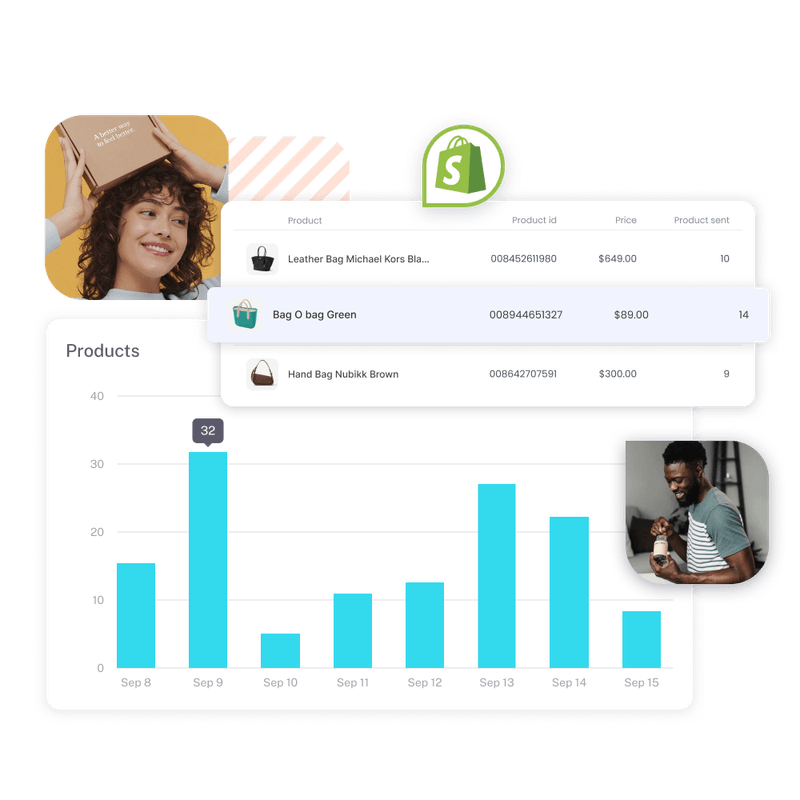 A better way
to feel better.
S
Product Product id Price Product sent
Leather Bag Michael Kors Bla... 008452611980 $649.00 10
Bag O bag Green 008944651327 $89.00 14
Hand Bag Nubikk Brown 008642707591 $300.00 9
Products
40
32
30
20
10
0
Sep 8 Sep 9 Sep 10 Sep 11 Sep 12 Sep 13 Sep 14 Sep 15